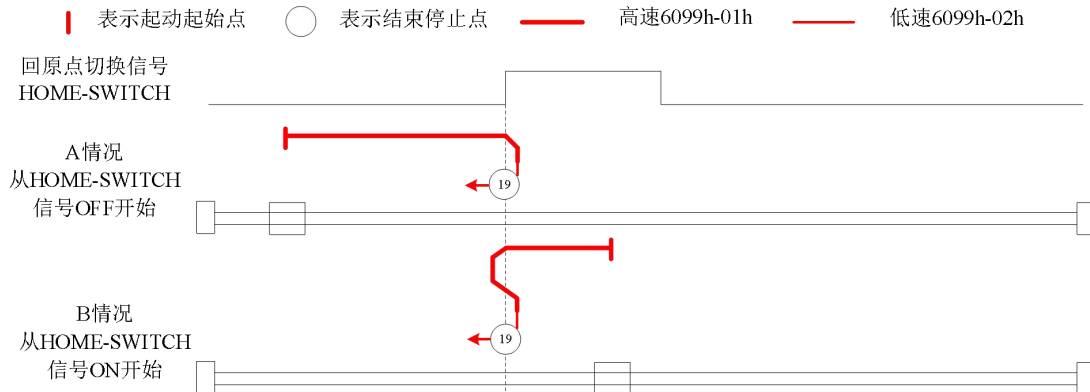 表示起动起始点
表示结束停止点
高速6099h-01h
低速6099h-02h
回原点切换信号
HOME-SWITCH
A情况
从HOME-SWITCH
信号OFF开始
19
B情况
从HOME-SWITCH
信号ON开始
19